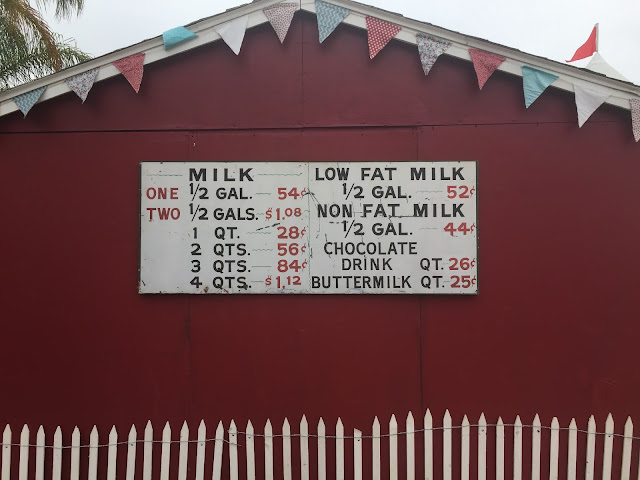 MILK
ONE 1/2 GAL. 54¢
TWO 1/2 GALS. $1.08
1 QT. 28¢
2 QTS. 56¢
3 QTS. 84¢
4 QTS. $1.12
LOW FAT MILK
1/2 GAL. 52¢
NON FAT MILK
1/2 GAL. 44¢
CHOCOLATE
DRINK QT. 26¢
BUTTERMILK QT. 25¢